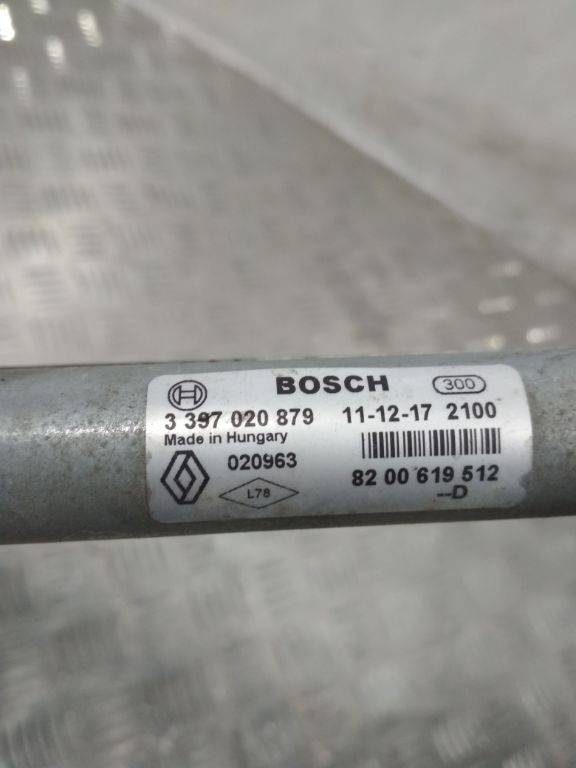 BOSCH 300
3 397 020 879 11-12-17 2100
Made in Hungary
020963
L78
82 00 619 512
--D